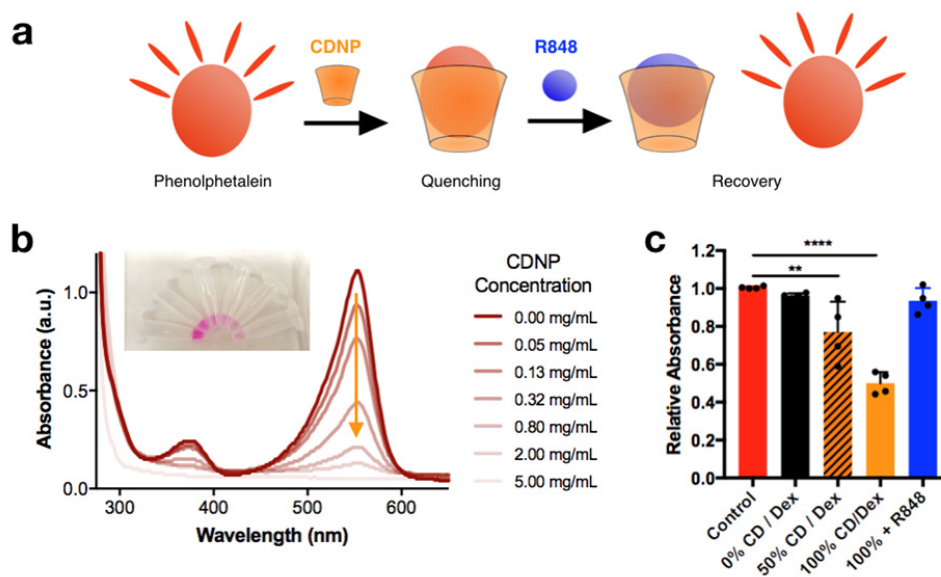 a
CDNP
R848
Phenolphetalein
Quenching
Recovery
b
Absorbance (a.u.)
1.0
0.5
0.0
300
400
500
600
Wavelength (nm)
CDNP
Concentration
0.00 mg/mL
0.05 mg/mL
0.13 mg/mL
0.32 mg/mL
0.80 mg/mL
2.00 mg/mL
5.00 mg/mL
c
Relative Absorbance
1.2
1.0
0.8
0.6
0.4
0.2
0.0
****
**
Control
0% CD / Dex
50% CD / Dex
100% CD/Dex
100% + R848